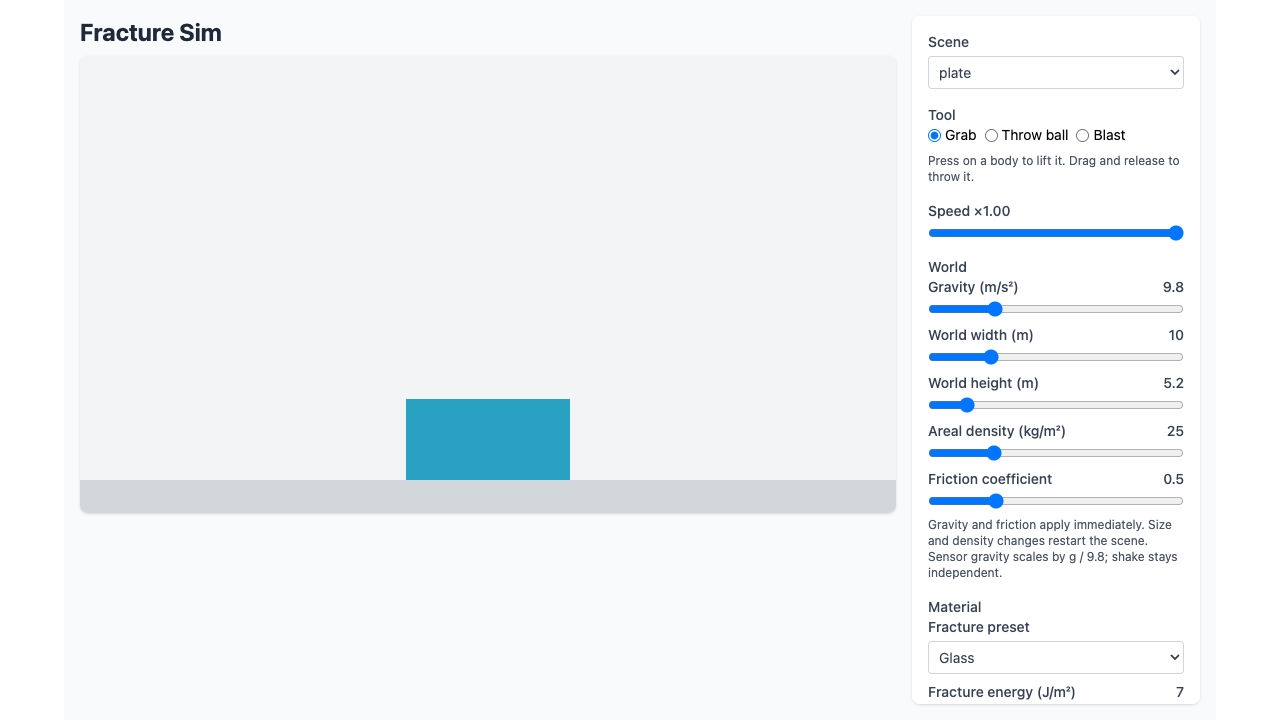 Fracture Sim
Scene
plate
Tool
Grab Throw ball Blast
Press on a body to lift it. Drag and release to
throw it.
Speed ×1.00
World
Gravity (m/s²) 9.8
World width (m) 10
World height (m) 5.2
Areal density (kg/m²) 25
Friction coefficient 0.5
Gravity and friction apply immediately. Size
and density changes restart the scene.
Sensor gravity scales by g / 9.8; shake stays
independent.
Material
Fracture preset
Glass
Fracture energy (J/m²) 7